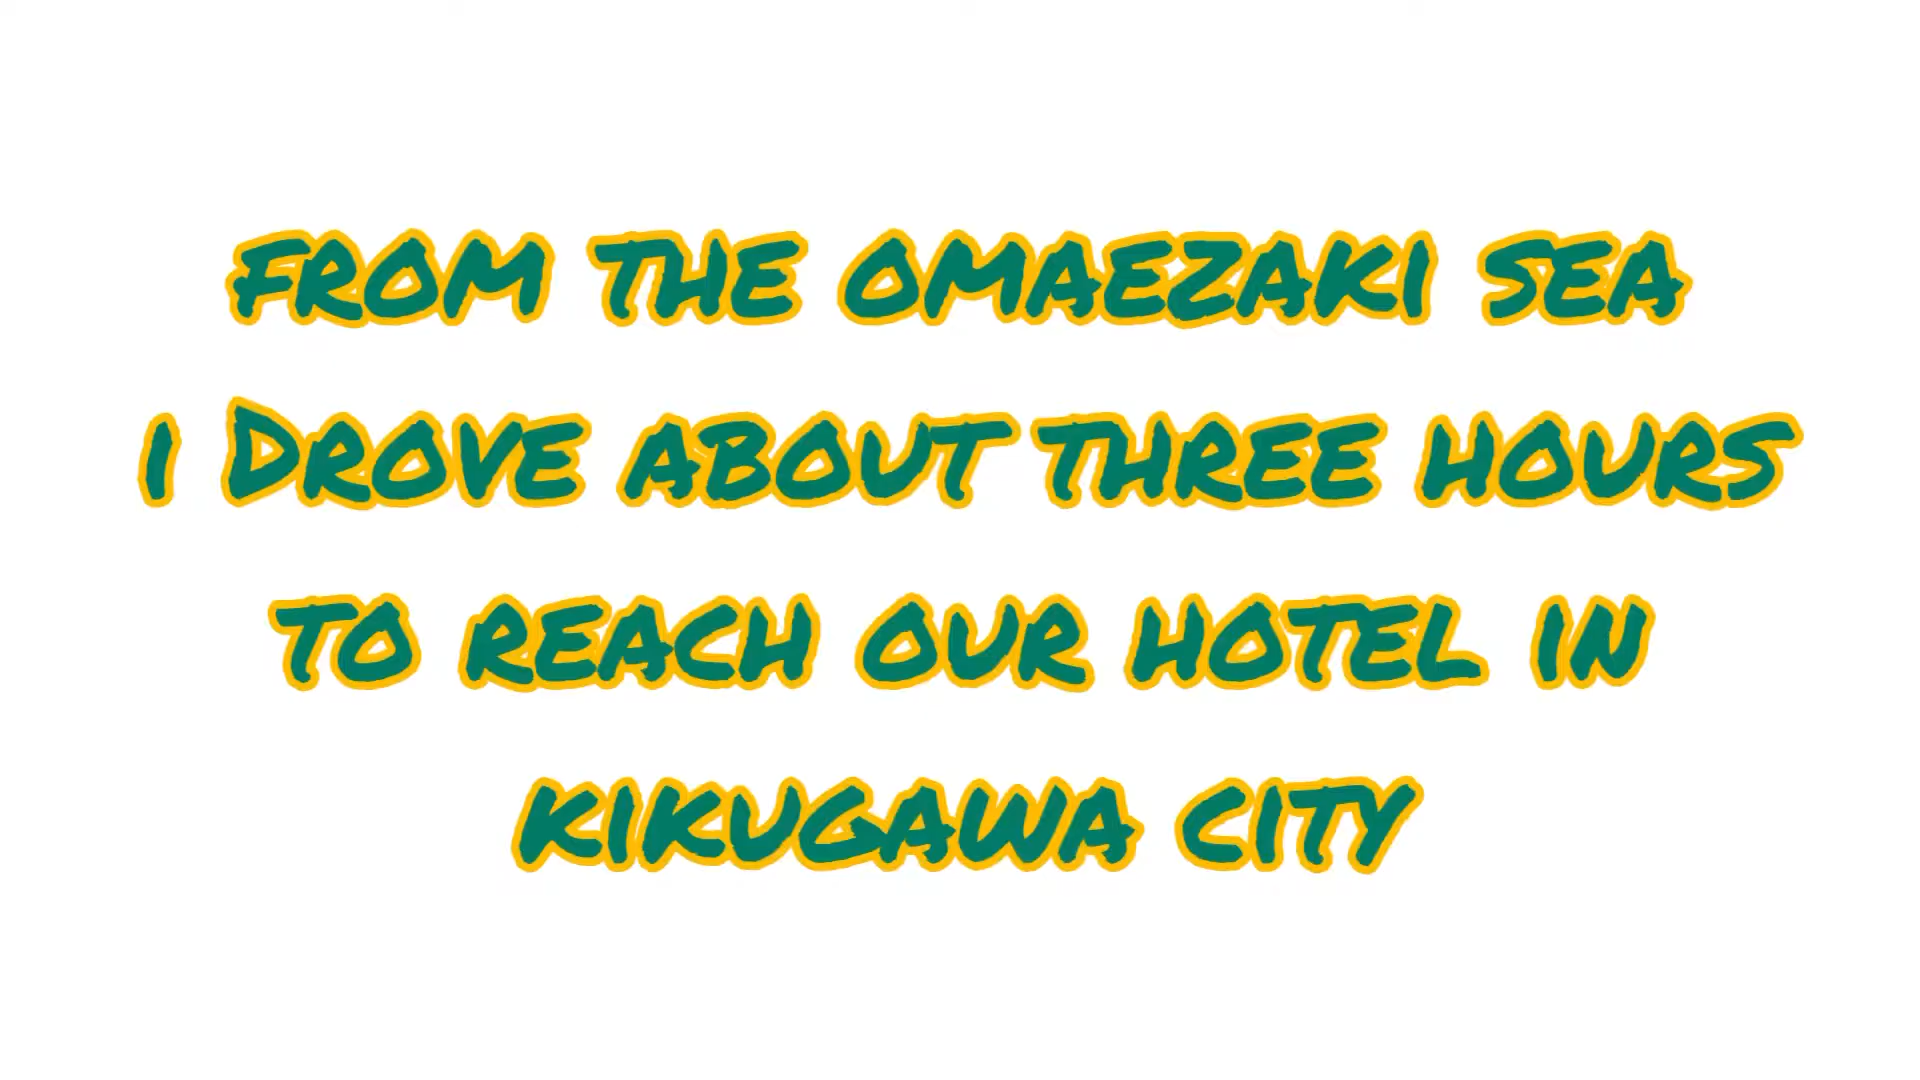 FROM THE OMAEZAKI SEA
I DROVE ABOUT THREE HOURS
TO REACH OUR HOTEL IN
KIKUGAWA CITY